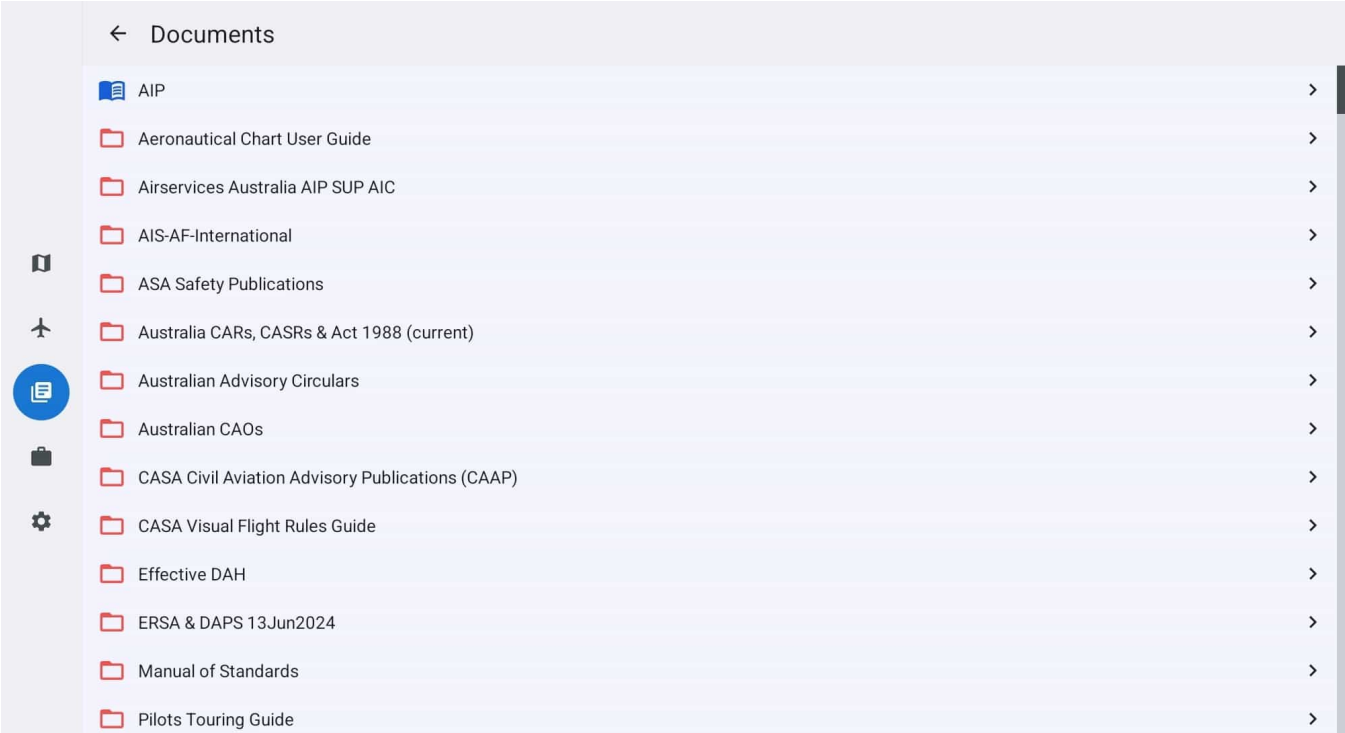 Documents
AIP
Aeronautical Chart User Guide
Airservices Australia AIP SUP AIC
AIS-AF-International
ASA Safety Publications
Australia CARs, CASRs & Act 1988 (current)
Australian Advisory Circulars
Australian CAOs
CASA Civil Aviation Advisory Publications (CAAP)
CASA Visual Flight Rules Guide
Effective DAH
ERSA & DAPS 13Jun2024
Manual of Standards
Pilots Touring Guide